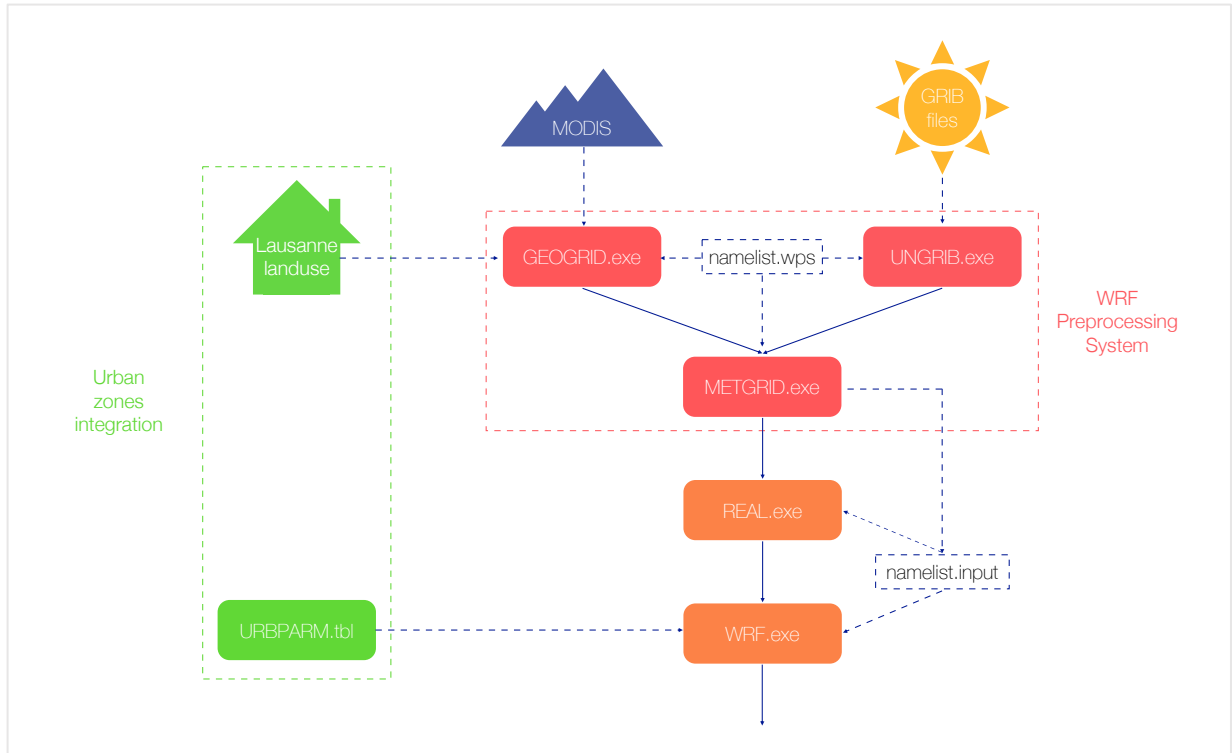 GRIB
files
MODIS
Lausanne
landuse
GEOGRID.exe
namelist.wps
UNGRIB.exe
WRF
Preprocessing
System
METGRID.exe
Urban
zones
integration
REAL.exe
namelist.input
URBPARM.tbl
WRF.exe